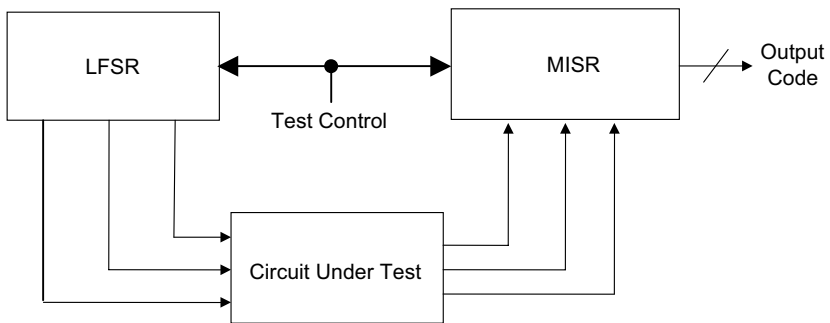 LFSR
MISR
Output
Code
Test Control
Circuit Under Test